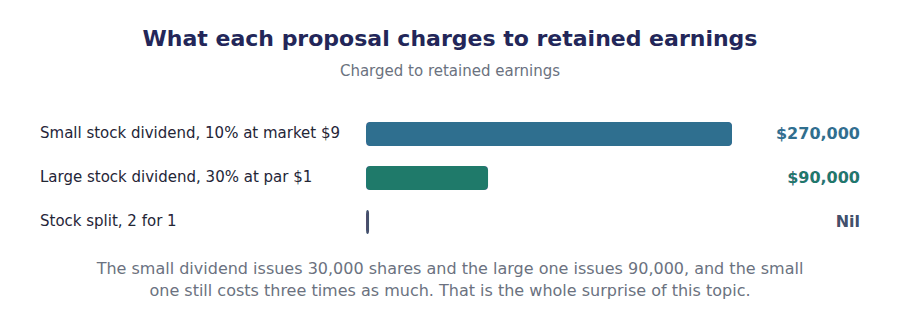 What each proposal charges to retained earnings
Charged to retained earnings
Small stock dividend, 10% at market $9 $270,000
Large stock dividend, 30% at par $1 $90,000
Stock split, 2 for 1 Nil
The small dividend issues 30,000 shares and the large one issues 90,000, and the small
one still costs three times as much. That is the whole surprise of this topic.